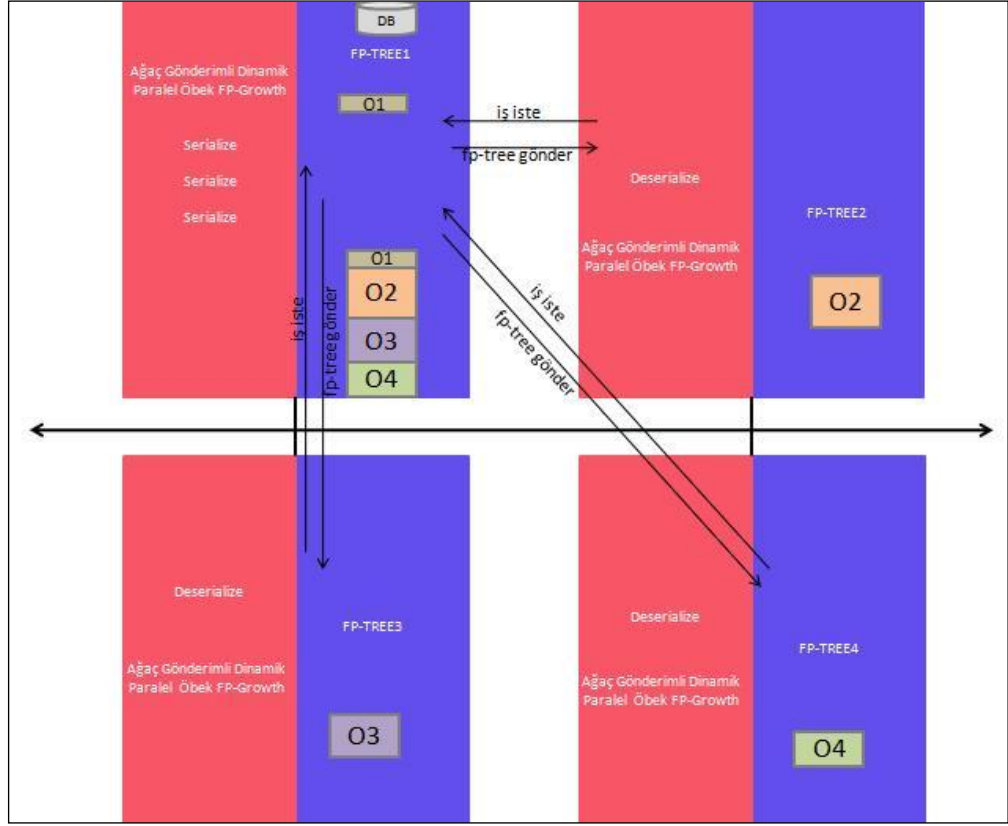 DB
FP-TREE1
Ağaç Gönderimli Dinamik
Paralel Öbek FP-Growth
O1
Serialize
Serialize
Serialize
iş iste
fp-tree gönder
O1
O2
O3
O4
iş iste
fp-tree gönder
iş iste
fp-tree gönder
Deserialize
Ağaç Gönderimli Dinamik
Paralel Öbek FP-Growth
FP-TREE2
O2
Deserialize
Ağaç Gönderimli Dinamik
Paralel Öbek FP-Growth
FP-TREE3
O3
Deserialize
Ağaç Gönderimli Dinamik
Paralel Öbek FP-Growth
FP-TREE4
O4